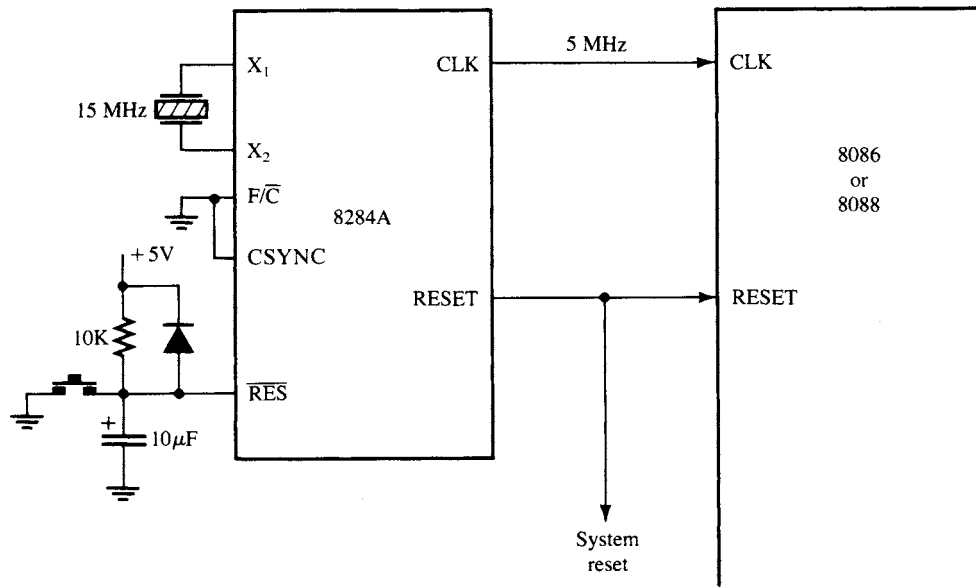 X₁
15 MHz
X₂
F/C̅
CSYNC
8284A
CLK
RESET
R̅E̅S̅
+5V
10K
+
10μF
5 MHz
CLK
8086
or
8088
RESET
System
reset